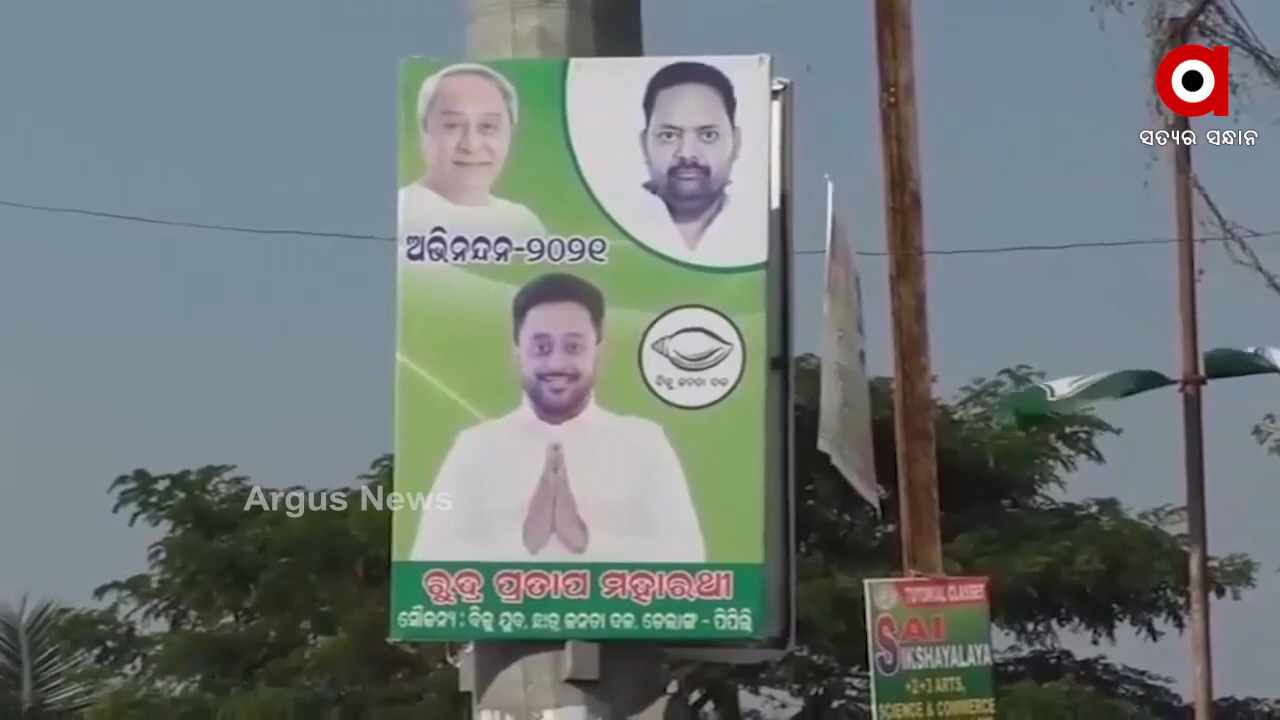 ସତ୍ୟର ସନ୍ଧାନ
ଅଭିନନ୍ଦନ-୨୦୨୧
ବିଜୁ ଜନତା ଦଳ
Argus News
ରୁଦ୍ର ପ୍ରତାପ ମହାରଥୀ
ସୌଜନ୍ୟ : ବିଜୁ ଯୁବ, ଛାତ୍ର ଜନତା ଦଳ, ଡେଲାଙ୍ଗ - ପିପିଲି
TUTORIAL CLASSES
SAI
SIKSHAYALAYA
+2+3 ARTS,
SCIENCE & COMMERCE